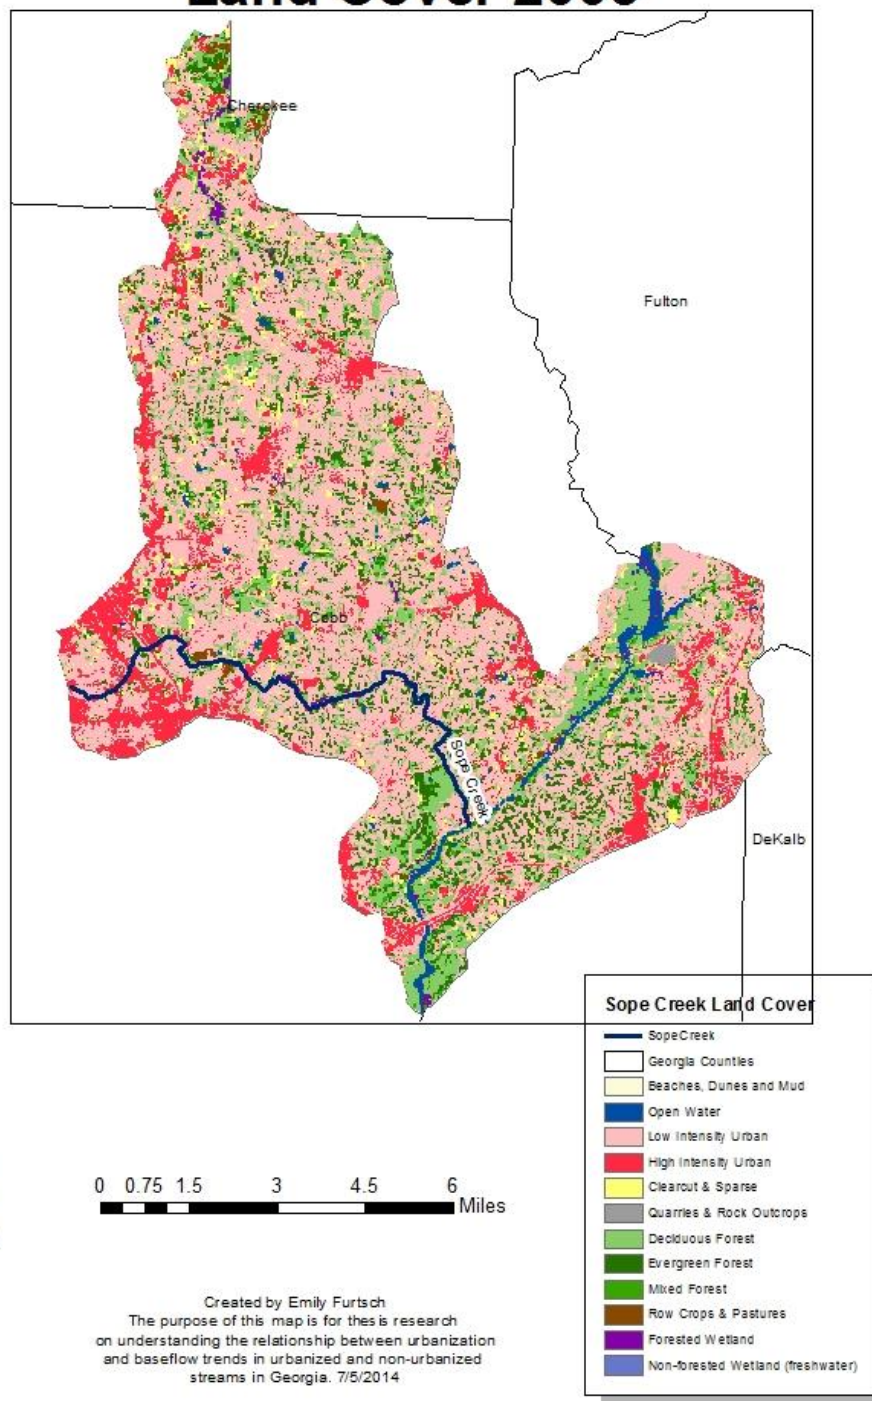 Land Cover
Cherokee
Fulton
Cobb
Sope Creek
DeKalb
Sope Creek Land Cover
SopeCreek
Georgia Counties
Beaches, Dunes and Mud
Open Water
Low Intensity Urban
High Intensity Urban
Clearcut & Sparse
Quarries & Rock Outcrops
Deciduous Forest
Evergreen Forest
Mixed Forest
Row Crops & Pastures
Forested Wetland
Non-forested Wetland (freshwater)
0 0.75 1.5 3 4.5 6
Miles
Created by Emily Furtsch
The purpose of this map is for thesis research
on understanding the relationship between urbanization
and baseflow trends in urbanized and non-urbanized
streams in Georgia. 7/5/2014